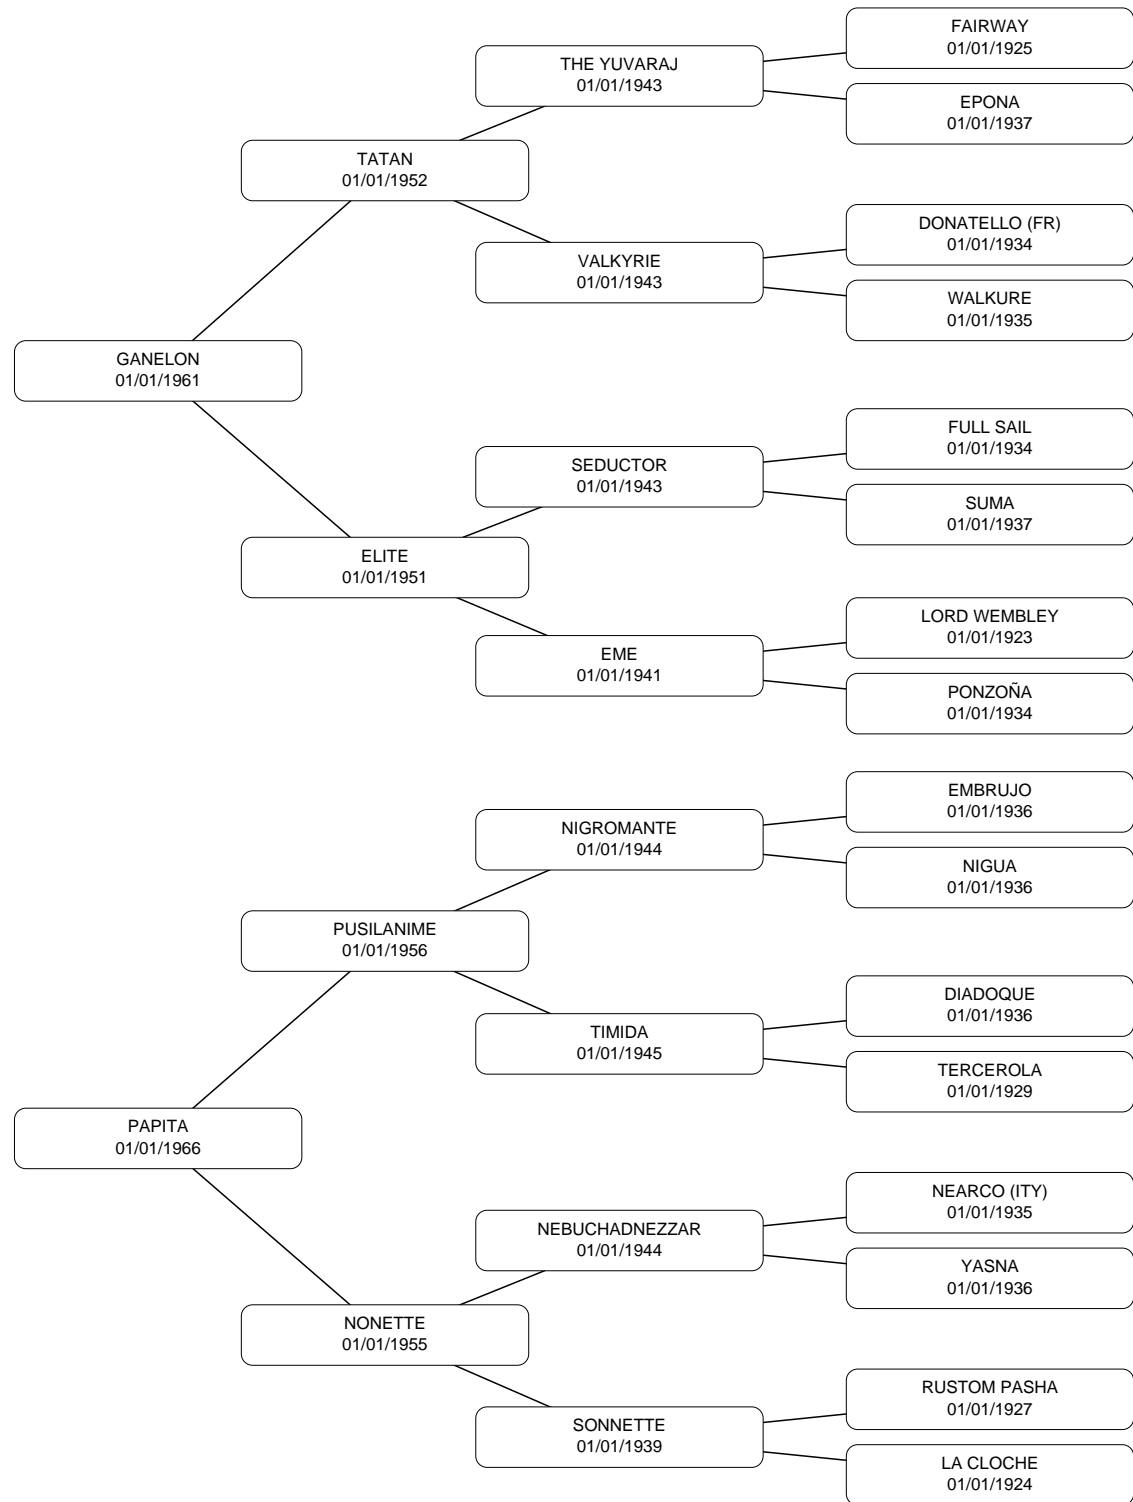 FAIRWAY
01/01/1925
THE YUVARAJ
01/01/1943
EPONA
01/01/1937
TATAN
01/01/1952
DONATELLO (FR)
01/01/1934
VALKYRIE
01/01/1943
WALKURE
01/01/1935
GANELON
01/01/1961
FULL SAIL
01/01/1934
SEDUCTOR
01/01/1943
SUMA
01/01/1937
ELITE
01/01/1951
LORD WEMBLEY
01/01/1923
EME
01/01/1941
PONZOÑA
01/01/1934
EMBRUJO
01/01/1936
NIGROMANTE
01/01/1944
NIGUA
01/01/1936
PUSILANIME
01/01/1956
DIADOQUE
01/01/1936
TIMIDA
01/01/1945
TERCEROLA
01/01/1929
PAPITA
01/01/1966
NEARCO (ITY)
01/01/1935
NEBUCHADNEZZAR
01/01/1944
YASNA
01/01/1936
NONETTE
01/01/1955
RUSTOM PASHA
01/01/1927
SONNETTE
01/01/1939
LA CLOCHE
01/01/1924